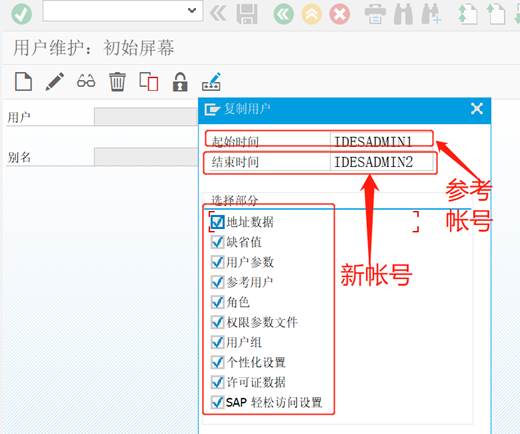 用户维护：初始屏幕
用户
别名
复制用户
起始时间 IDESADMIN1
结束时间 IDESADMIN2
参考
帐号
新帐号
选择部分
地址数据
缺省值
用户参数
参考用户
角色
权限参数文件
用户组
个性化设置
许可证数据
SAP 轻松访问设置